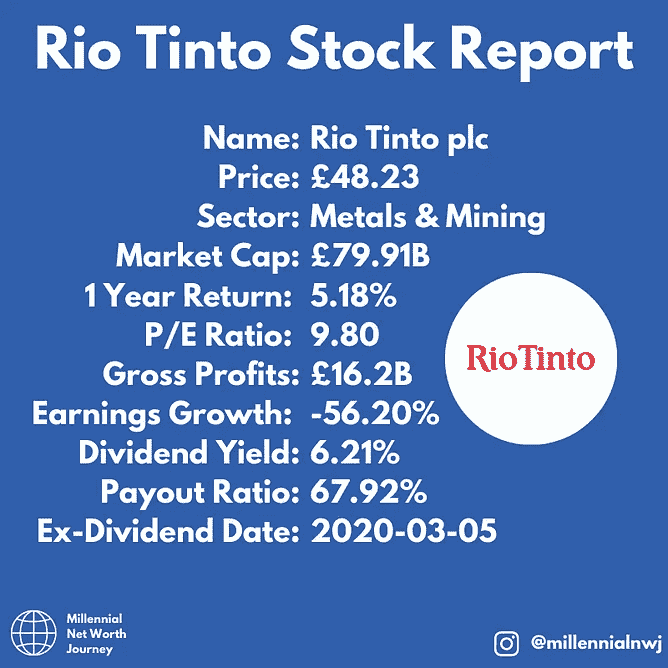 Rio Tinto Stock Report
Name: Rio Tinto plc
Price: £48.23
Sector: Metals & Mining
Market Cap: £79.91B
1 Year Return: 5.18%
P/E Ratio: 9.80
Gross Profits: £16.2B
Earnings Growth: -56.20%
Dividend Yield: 6.21%
Payout Ratio: 67.92%
Ex-Dividend Date: 2020-03-05
RioTinto
Millennial
Net Worth
Journey
@millennialnwj